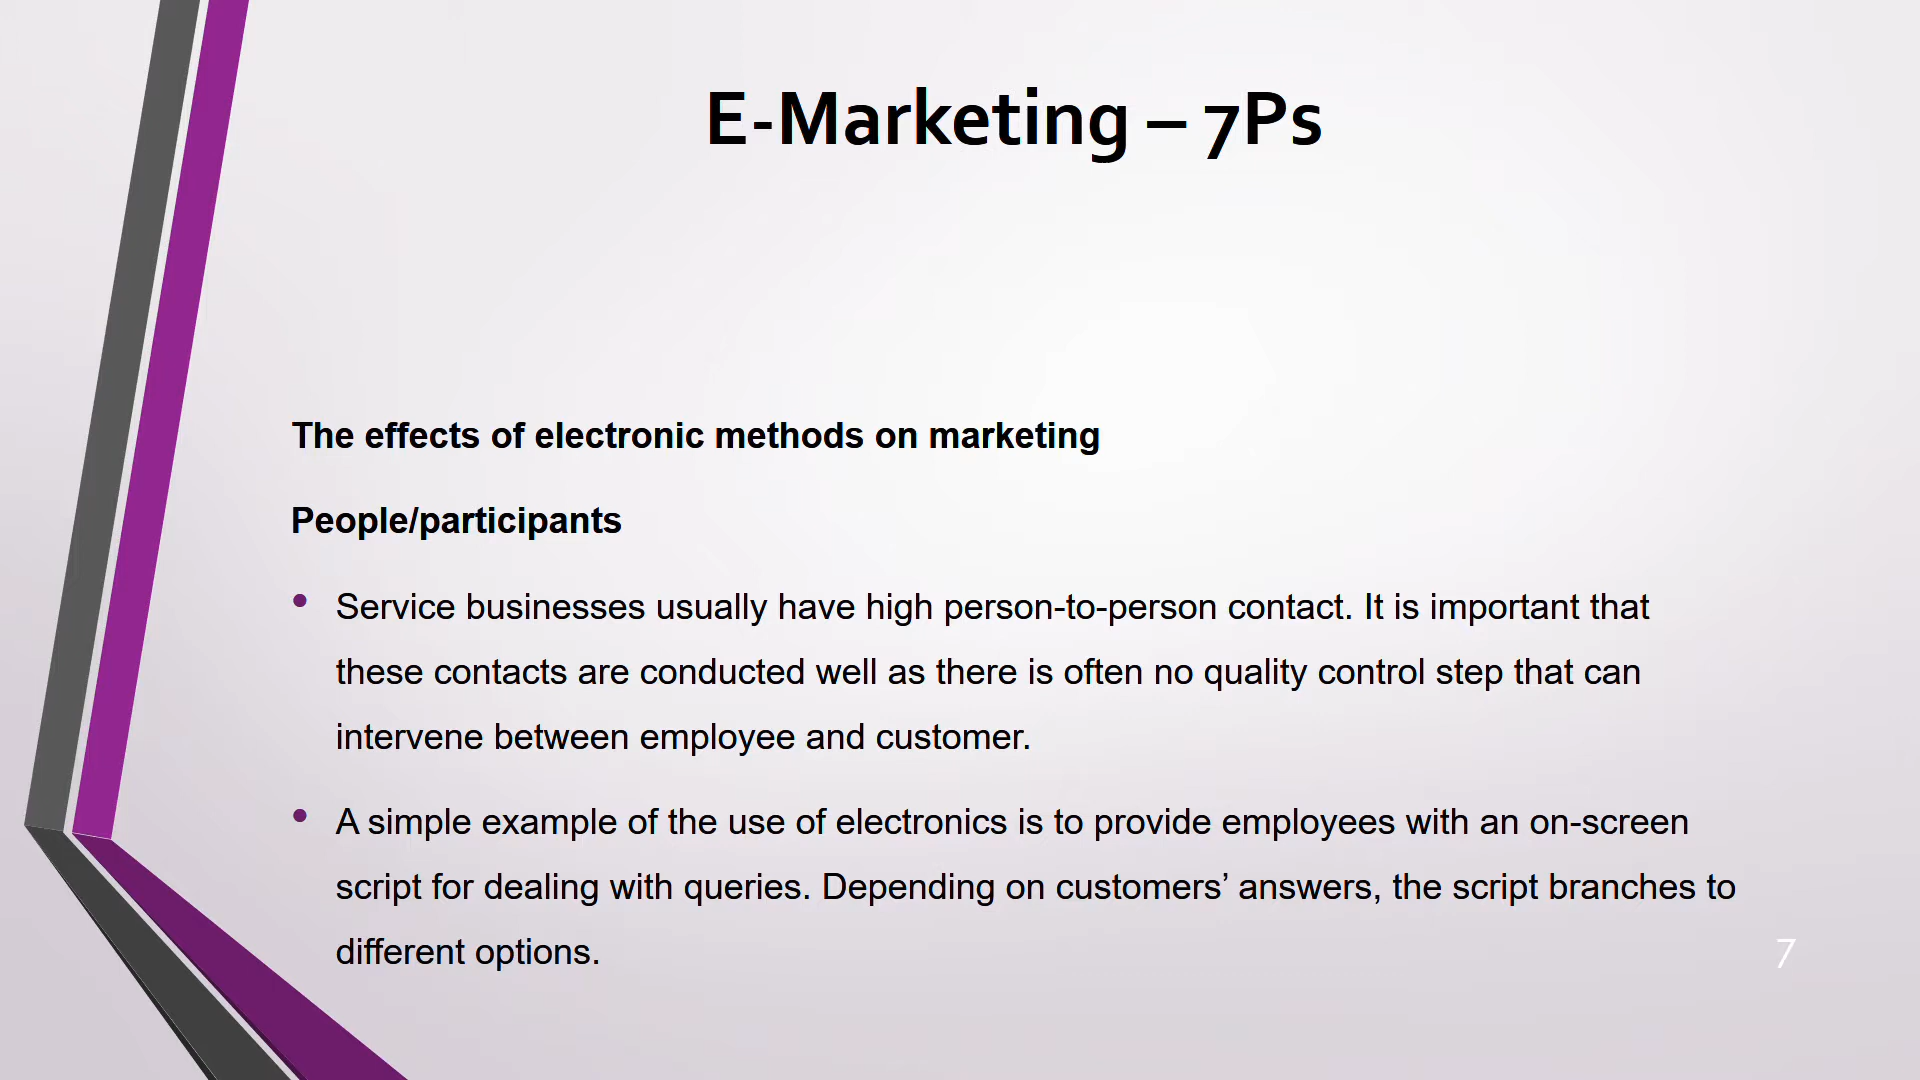 E-Marketing – 7Ps
The effects of electronic methods on marketing
People/participants
• Service businesses usually have high person-to-person contact. It is important that
these contacts are conducted well as there is often no quality control step that can
intervene between employee and customer.
• A simple example of the use of electronics is to provide employees with an on-screen
script for dealing with queries. Depending on customers’ answers, the script branches to
different options.
7